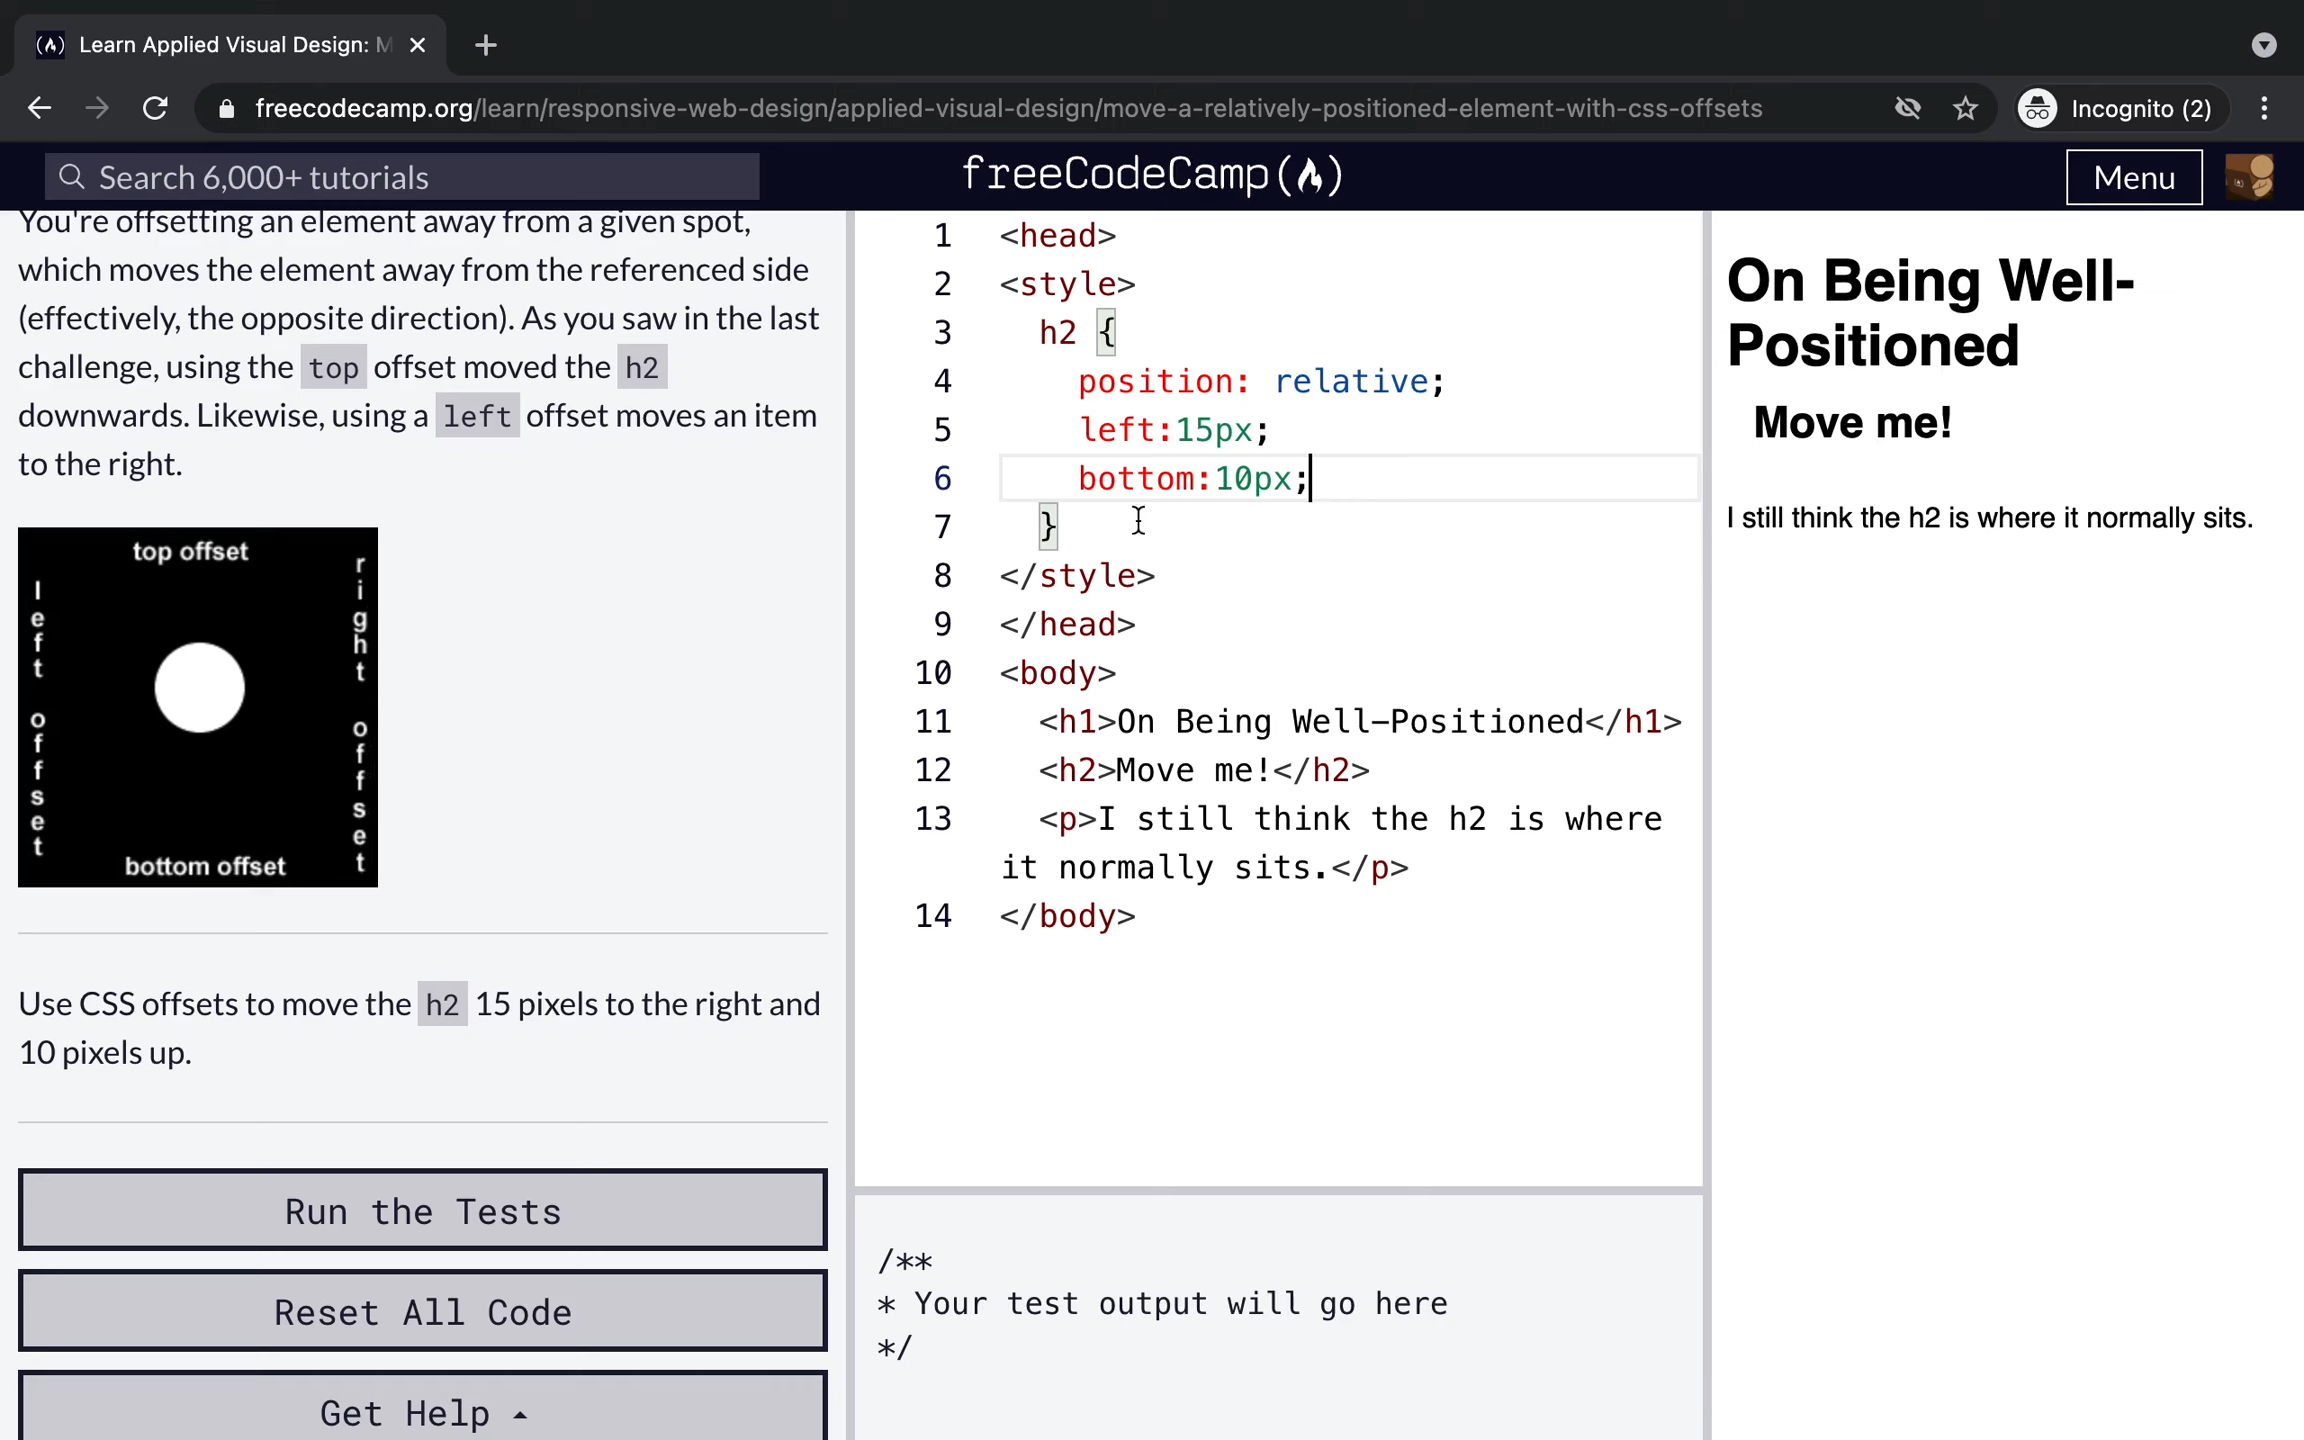 Learn Applied Visual Design: M
freecodecamp.org/learn/responsive-web-design/applied-visual-design/move-a-relatively-positioned-element-with-css-offsets
Incognito (2)
Search 6,000+ tutorials
freeCodeCamp
Menu
You're offsetting an element away from a given spot,
which moves the element away from the referenced side
(effectively, the opposite direction). As you saw in the last
challenge, using the top offset moved the h2
downwards. Likewise, using a left offset moves an item
to the right.
top offset
left offset
right offset
bottom offset
Use CSS offsets to move the h2 15 pixels to the right and
10 pixels up.
Run the Tests
Reset All Code
Get Help
1 <head>
2 <style>
3 h2 {
4 position: relative;
5 left:15px;
6 bottom:10px;
7 }
8 </style>
9 </head>
10 <body>
11 <h1>On Being Well-Positioned</h1>
12 <h2>Move me!</h2>
13 <p>I still think the h2 is where
it normally sits.</p>
14 </body>
/**
* Your test output will go here
*/
On Being Well-
Positioned
Move me!
I still think the h2 is where it normally sits.